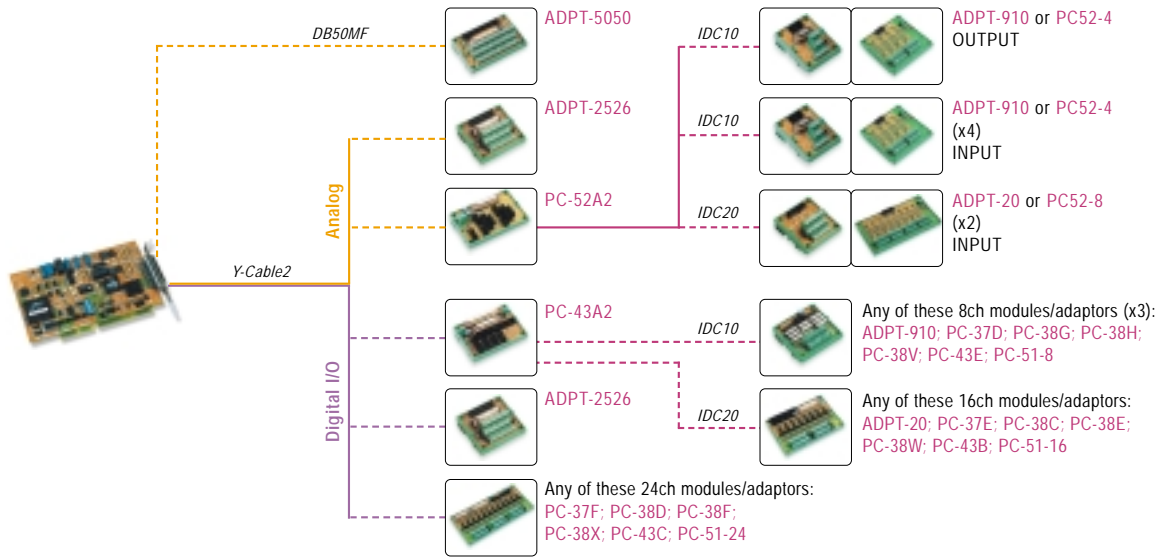 DB50MF
ADPT-5050
IDC10
ADPT-910 or PC52-4
OUTPUT
ADPT-2526
IDC10
ADPT-910 or PC52-4
(x4)
INPUT
Analog
PC-52A2
IDC20
ADPT-20 or PC52-8
(x2)
INPUT
Y-Cable2
PC-43A2
IDC10
Any of these 8ch modules/adaptors (x3):
ADPT-910; PC-37D; PC-38G; PC-38H;
PC-38V; PC-43E; PC-51-8
Digital I/O
ADPT-2526
IDC20
Any of these 16ch modules/adaptors:
ADPT-20; PC-37E; PC-38C; PC-38E;
PC-38W; PC-43B; PC-51-16
Any of these 24ch modules/adaptors:
PC-37F; PC-38D; PC-38F;
PC-38X; PC-43C; PC-51-24